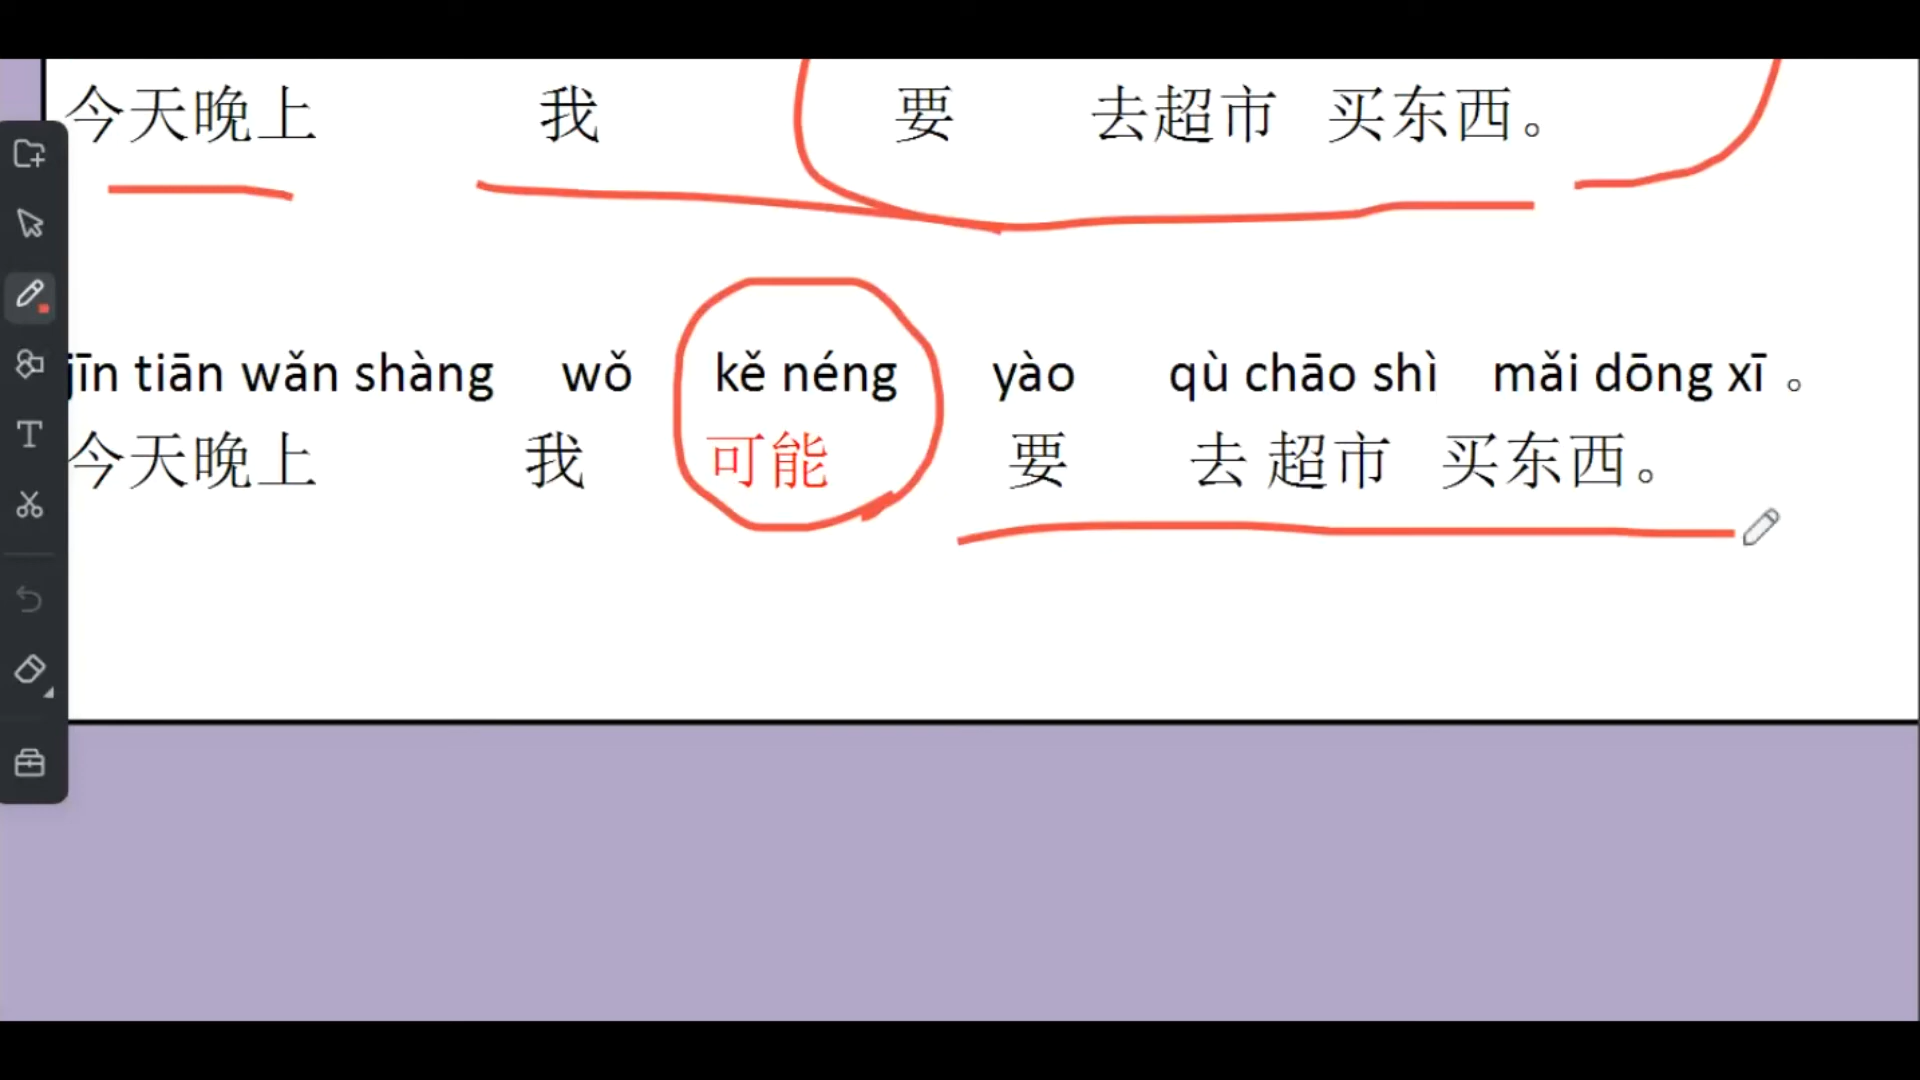 今天晚上 我 要 去超市 买东西。
jīn tiān wǎn shàng wǒ kě néng yào qù chāo shì mǎi dōng xī 。
今天晚上 我 可能 要 去 超市 买东西。